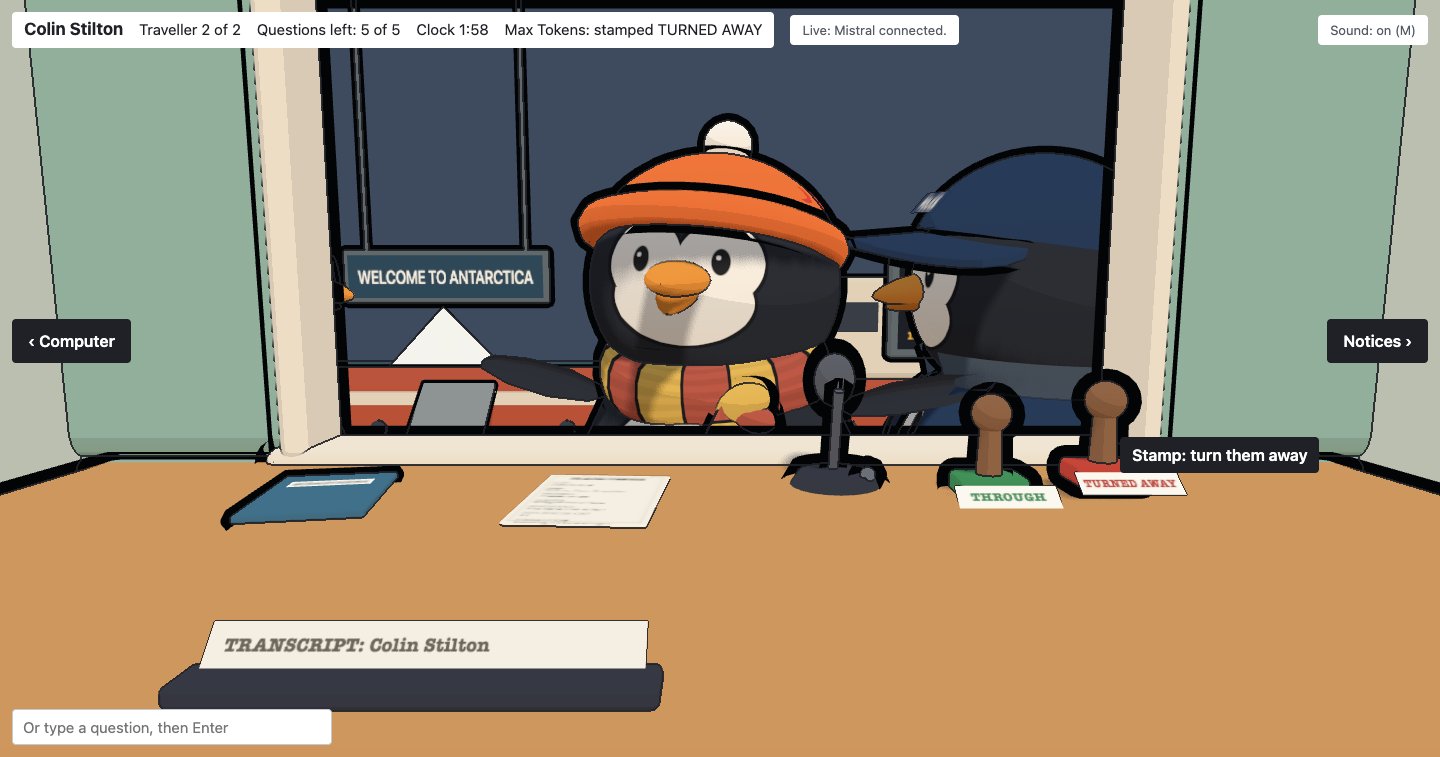 Colin Stilton Traveller 2 of 2 Questions left: 5 of 5 Clock 1:58 Max Tokens: stamped TURNED AWAY
Live: Mistral connected.
Sound: on (M)
WELCOME TO ANTARCTICA
‹ Computer
Notices ›
Stamp: turn them away
THROUGH
TURNED AWAY
TRANSCRIPT: Colin Stilton
Or type a question, then Enter